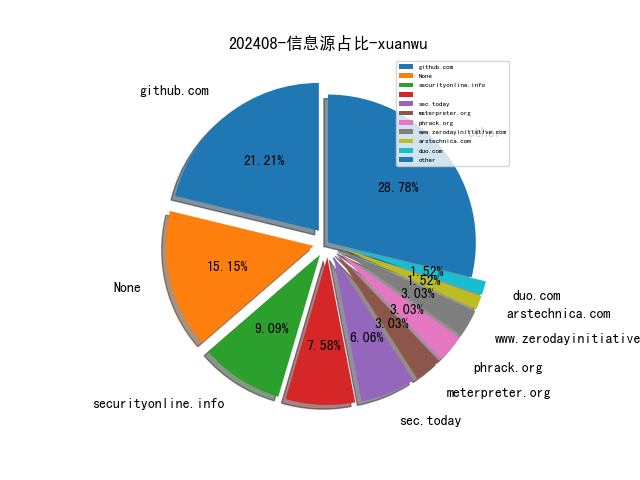 202408-信息源占比-xuanwu
github.com
None
securityonline.info
sec.today
meterpreter.org
phrack.org
www.zerodayinitiative.com
arstechnica.com
duo.com
other
github.com
other
21.21%
28.78%
15.15%
None
9.09%
7.58%
6.06%
3.03%
3.03%
3.03%
1.52%
1.52%
duo.com
arstechnica.com
www.zerodayinitiative
phrack.org
meterpreter.org
securityonline.info
sec.today